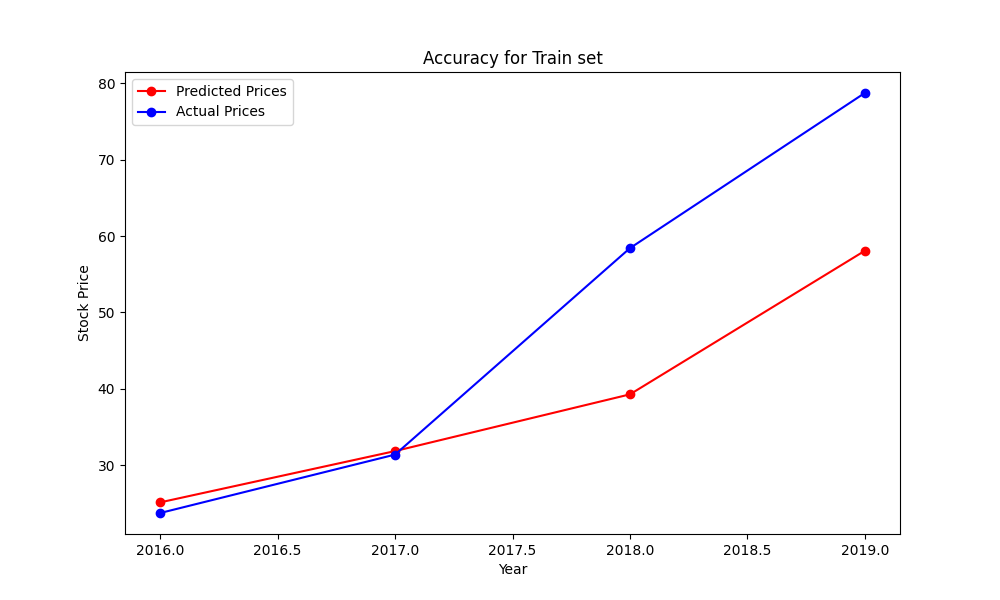 Accuracy for Train set
Predicted Prices
Actual Prices
80
70
60
50
40
30
Stock Price
2016.0 2016.5 2017.0 2017.5 2018.0 2018.5 2019.0
Year